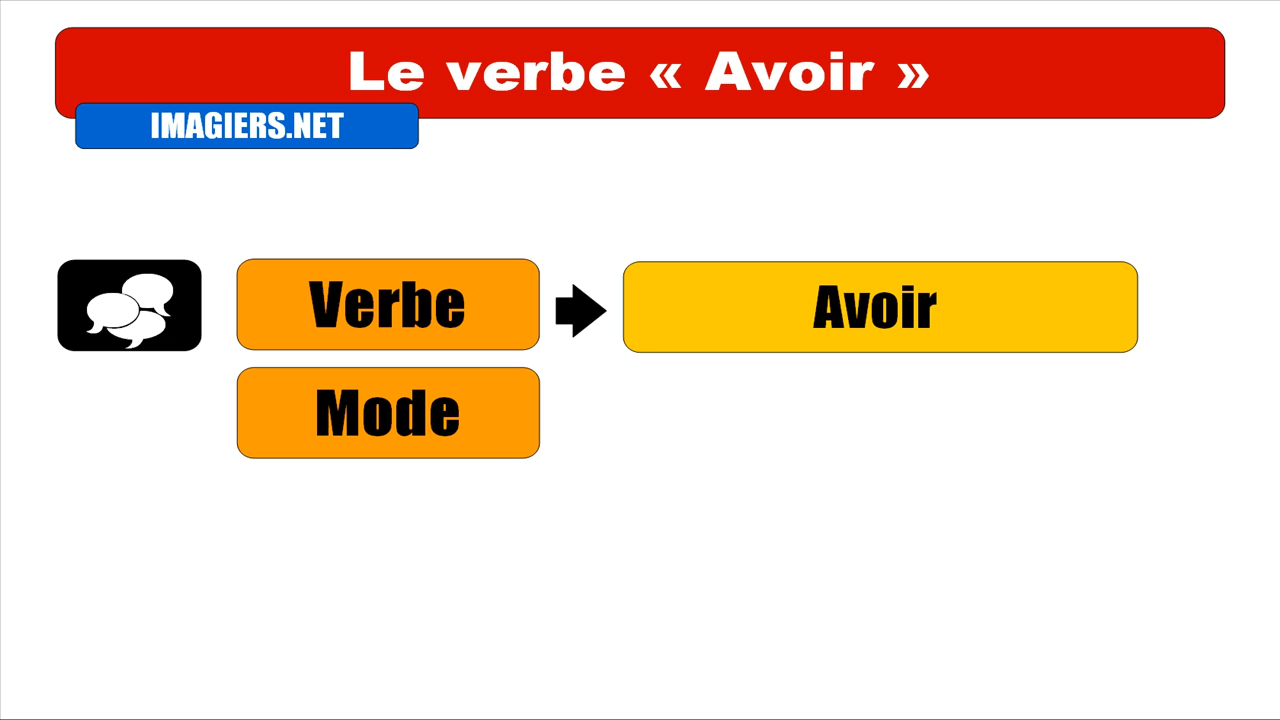 Le verbe « Avoir »
IMAGIERS.NET
Verbe
Avoir
Mode